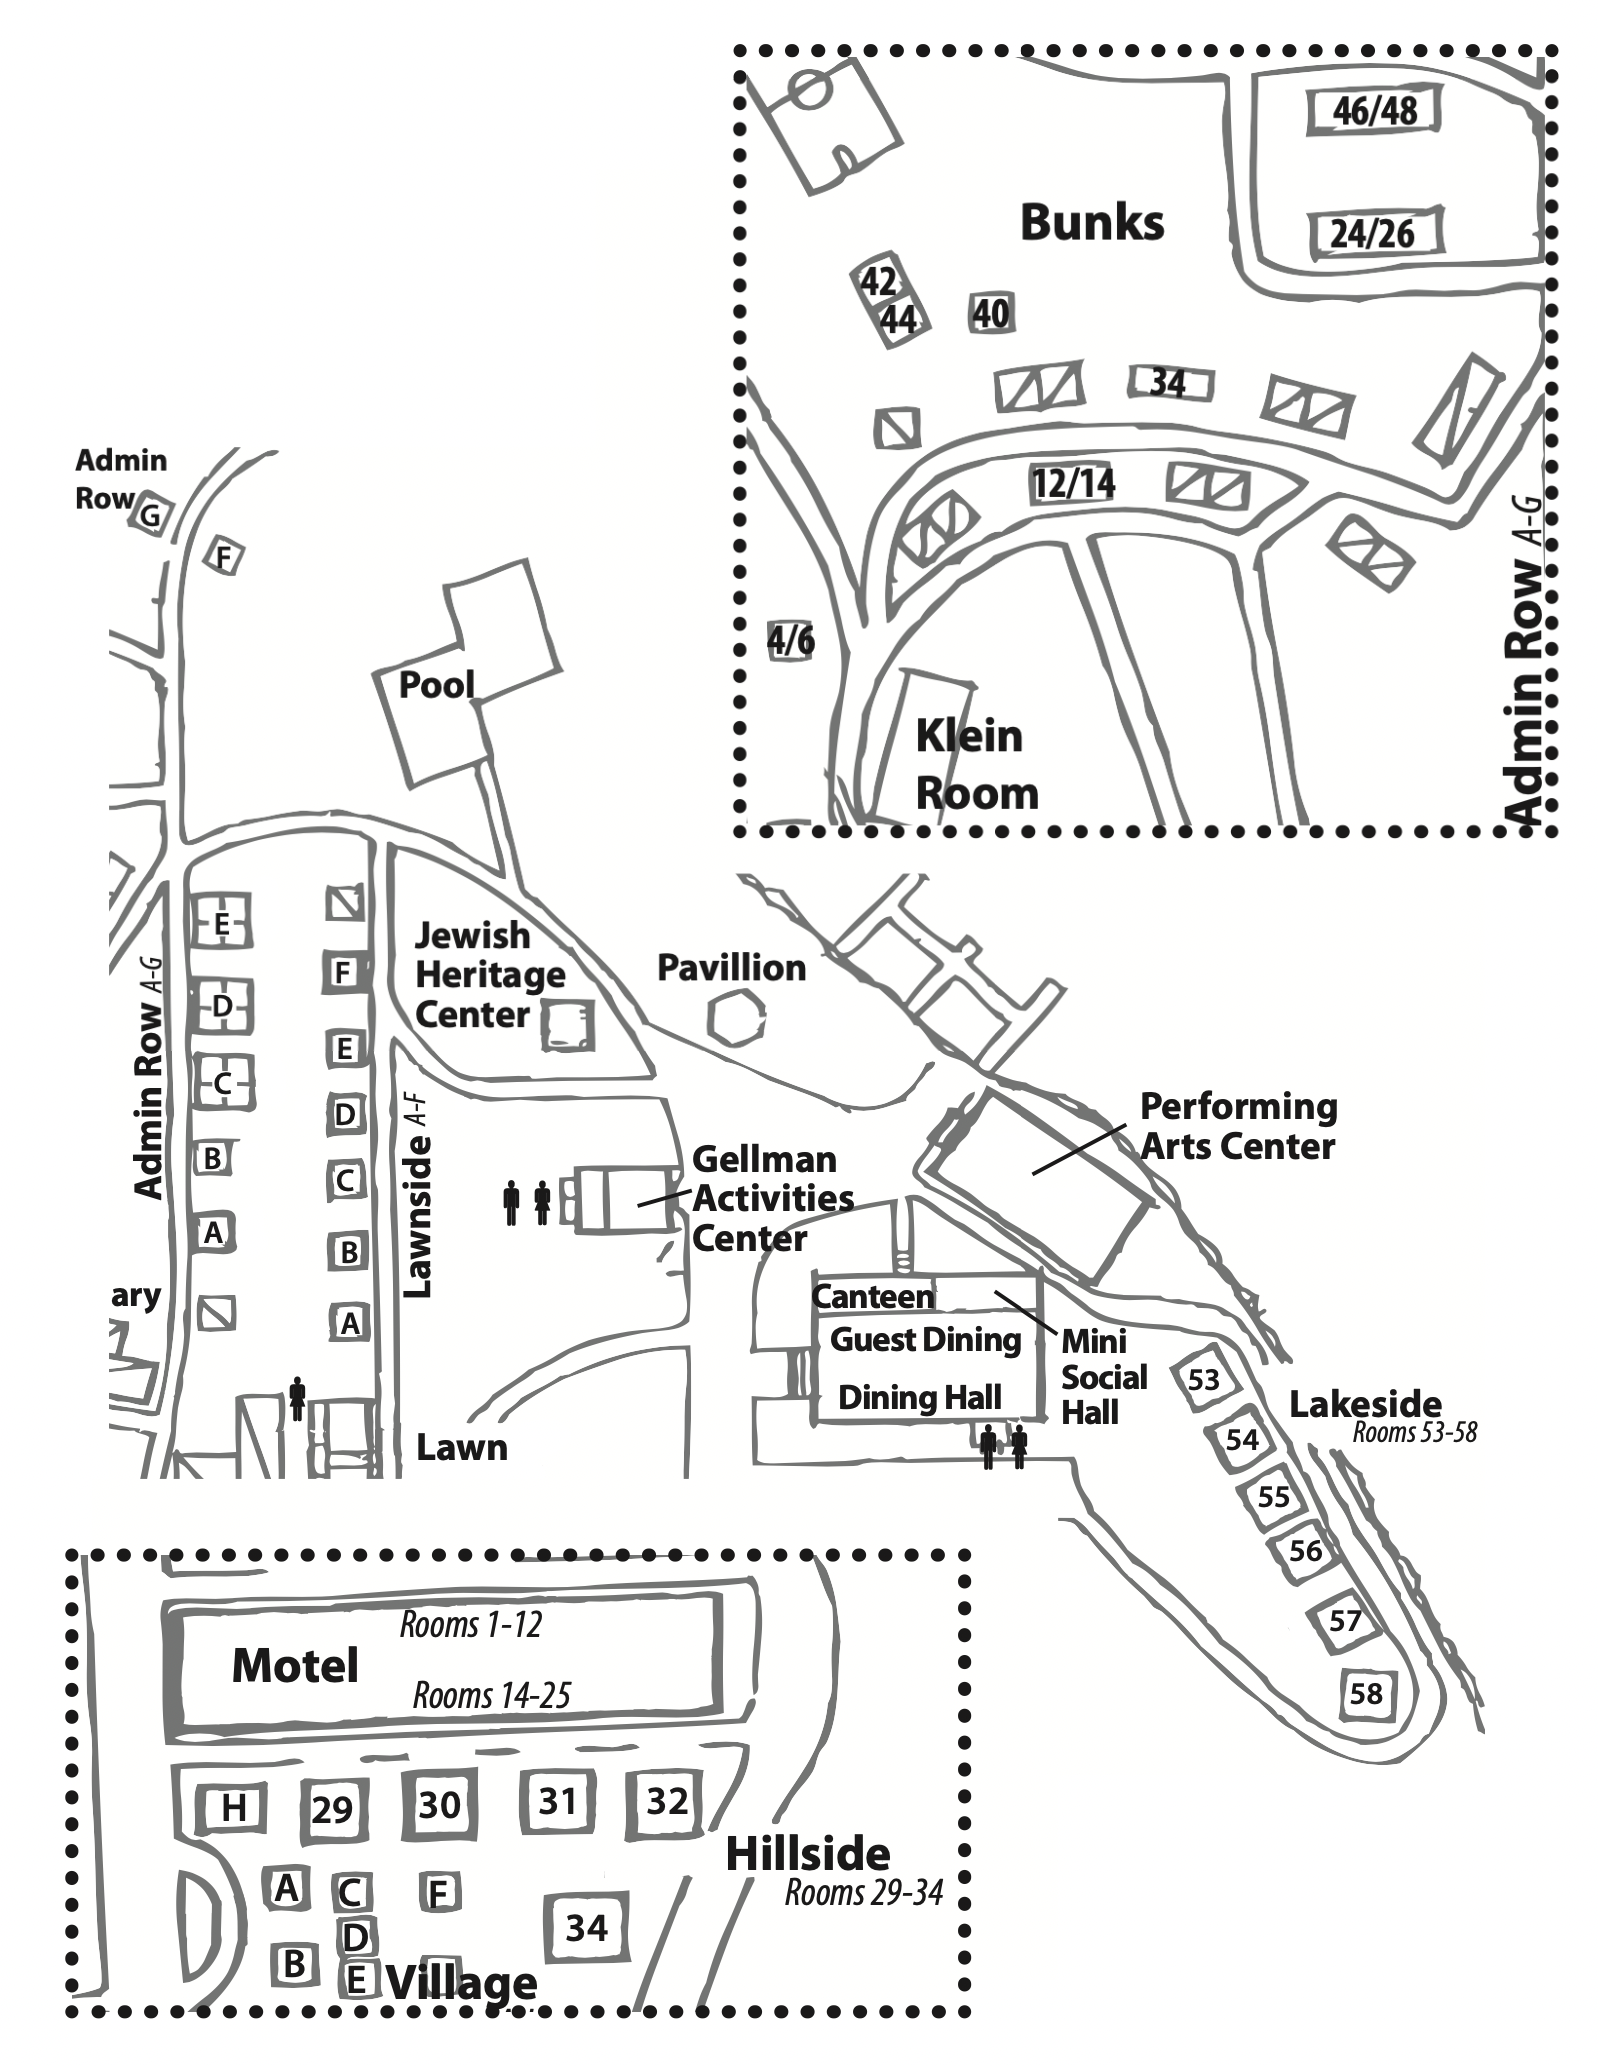 46/48
Bunks
24/26
42
44
40
34
12/14
4/6
Klein
Room
Admin Row A-G
Admin
Row
G
F
Pool
E
D
C
B
A
Admin Row A-G
ary
F
E
D
C
B
A
Lawnside A-F
Jewish
Heritage
Center
Pavillion
Performing
Arts Center
Gellman
Activities
Center
Canteen
Guest Dining
Dining Hall
Mini
Social
Hall
Lawn
53
54
55
56
57
58
Lakeside
Rooms 53-58
Rooms 1-12
Motel
Rooms 14-25
H
29
30
31
32
Hillside
Rooms 29-34
A
C
F
D
34
B
E
Village